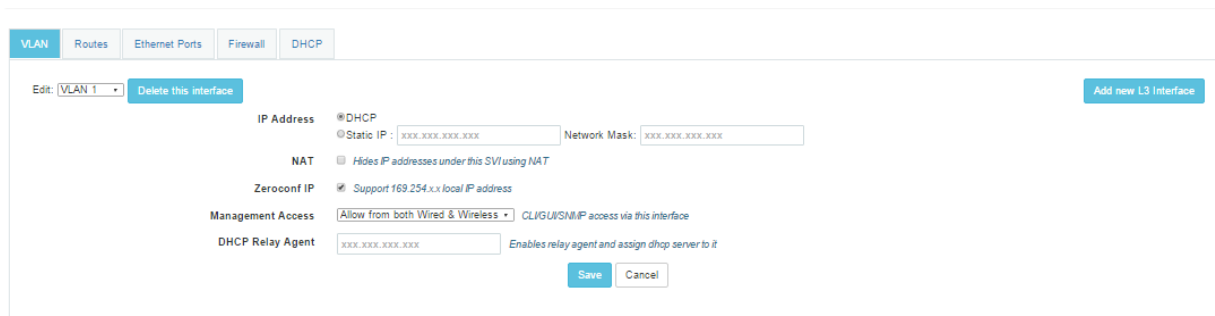 VLAN Routes Ethernet Ports Firewall DHCP
Edit: VLAN 1 Delete this interface Add new L3 Interface
IP Address DHCP
Static IP : xxx.xxx.xxx.xxx Network Mask: xxx.xxx.xxx.xxx
NAT Hides IP addresses under this SVI using NAT
Zeroconf IP Support 169.254.x.x local IP address
Management Access Allow from both Wired & Wireless CLI/GUI/SNMP access via this interface
DHCP Relay Agent xxx.xxx.xxx.xxx Enables relay agent and assign dhcp server to it
Save Cancel